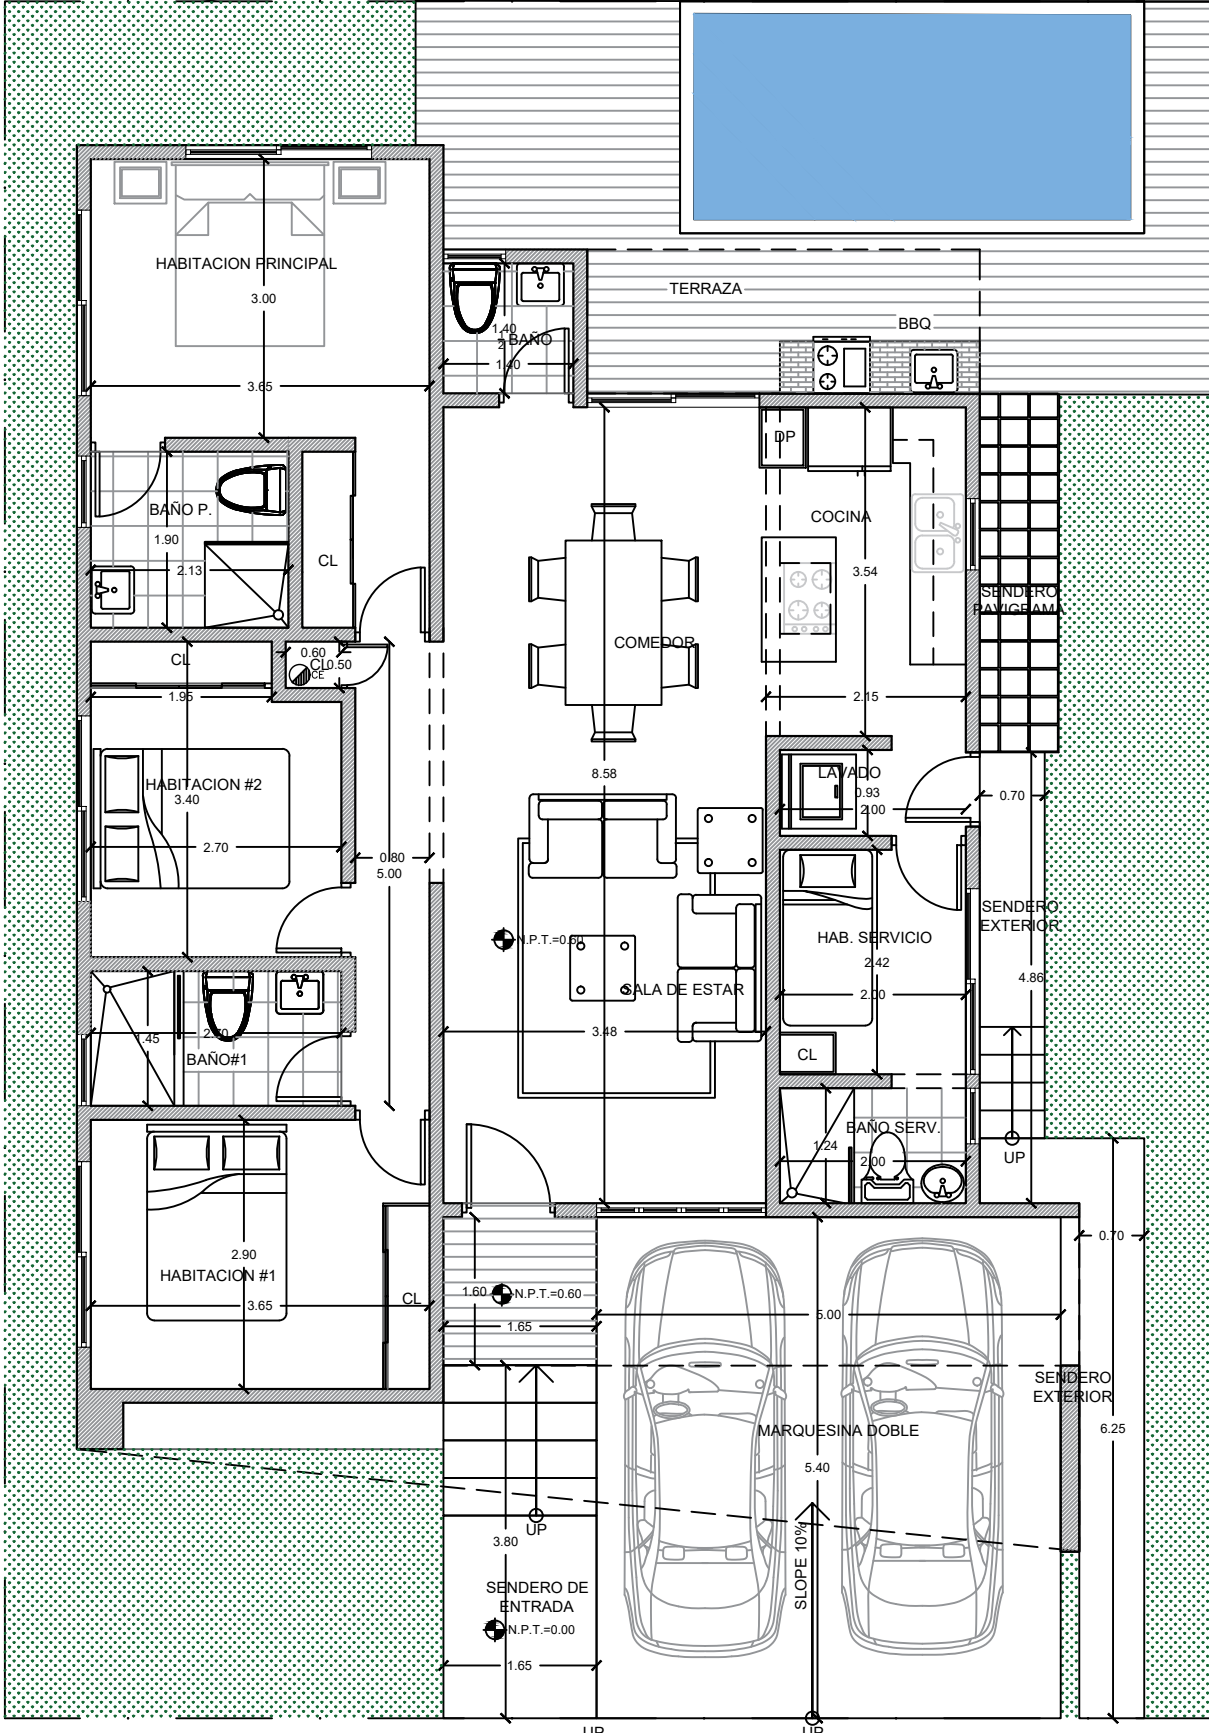 HABITACION PRINCIPAL
3.00
3.65
TERRAZA
BBQ
1.40
1/2 BAÑO
1.40
DP
BAÑO P.
1.90
2.13
CL
COCINA
3.54
SENDERO
PAVIGRAMA
COMEDOR
CL
0.60
CL
0.50
CE
1.95
2.15
HABITACION #2
3.40
2.70
8.58
LAVADO
0.93
2.00
0.70
0.80
5.00
N.P.T.=0.60
HAB. SERVICIO
2.42
2.00
SENDERO
EXTERIOR
4.86
SALA DE ESTAR
3.48
2.70
1.45
BAÑO#1
CL
BAÑO SERV.
1.24
2.00
UP
2.90
HABITACION #1
3.65
CL
1.60
N.P.T.=0.60
1.65
5.00
0.70
SENDERO
EXTERIOR
6.25
MARQUESINA DOBLE
5.40
SLOPE 10%
UP
3.80
SENDERO DE
ENTRADA
N.P.T.=0.00
1.65
UP
UP